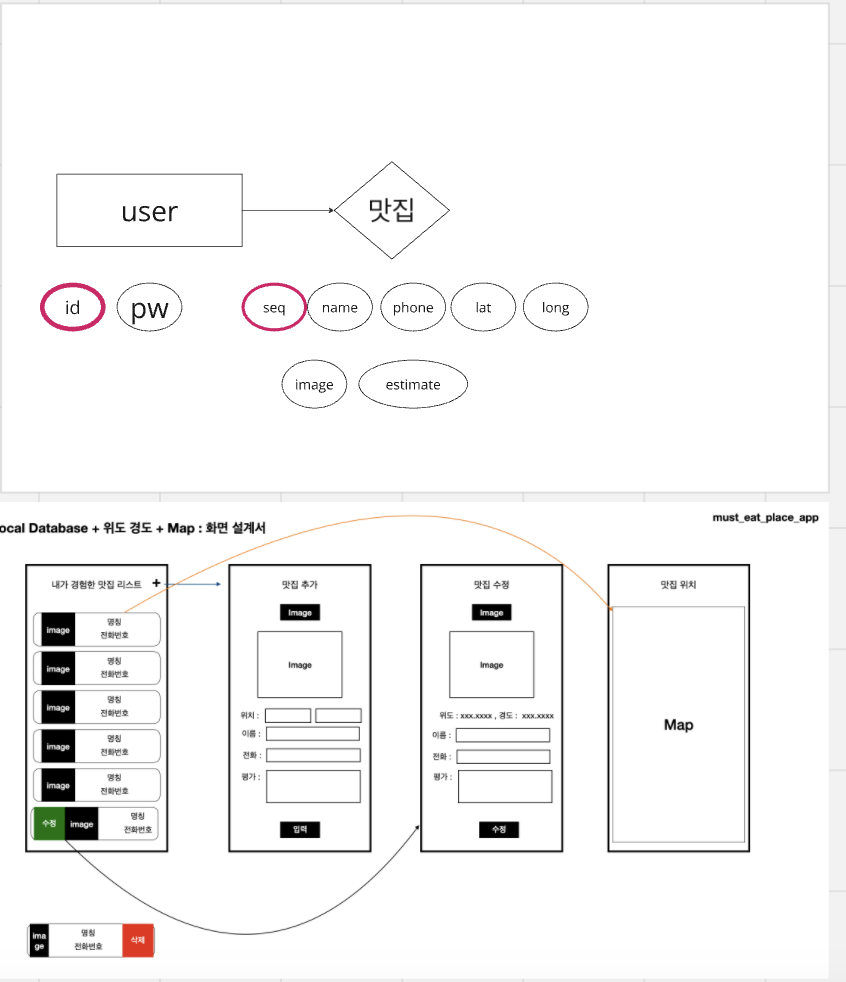 user
맛집
id
pw
seq
name
phone
lat
long
image
estimate
ocal Database + 위도 경도 + Map : 화면 설계서
must_eat_place_app
내가 경험한 맛집 리스트 +
image
명칭
전화번호
image
명칭
전화번호
image
명칭
전화번호
image
명칭
전화번호
image
명칭
전화번호
수정
image
명칭
전화번호
ima
ge
명칭
전화번호
삭제
맛집 추가
Image
Image
위치 :
이름 :
전화 :
평가 :
입력
맛집 수정
Image
Image
위도 : xxx.xxxx , 경도 : xxx.xxxx
이름 :
전화 :
평가 :
수정
맛집 위치
Map